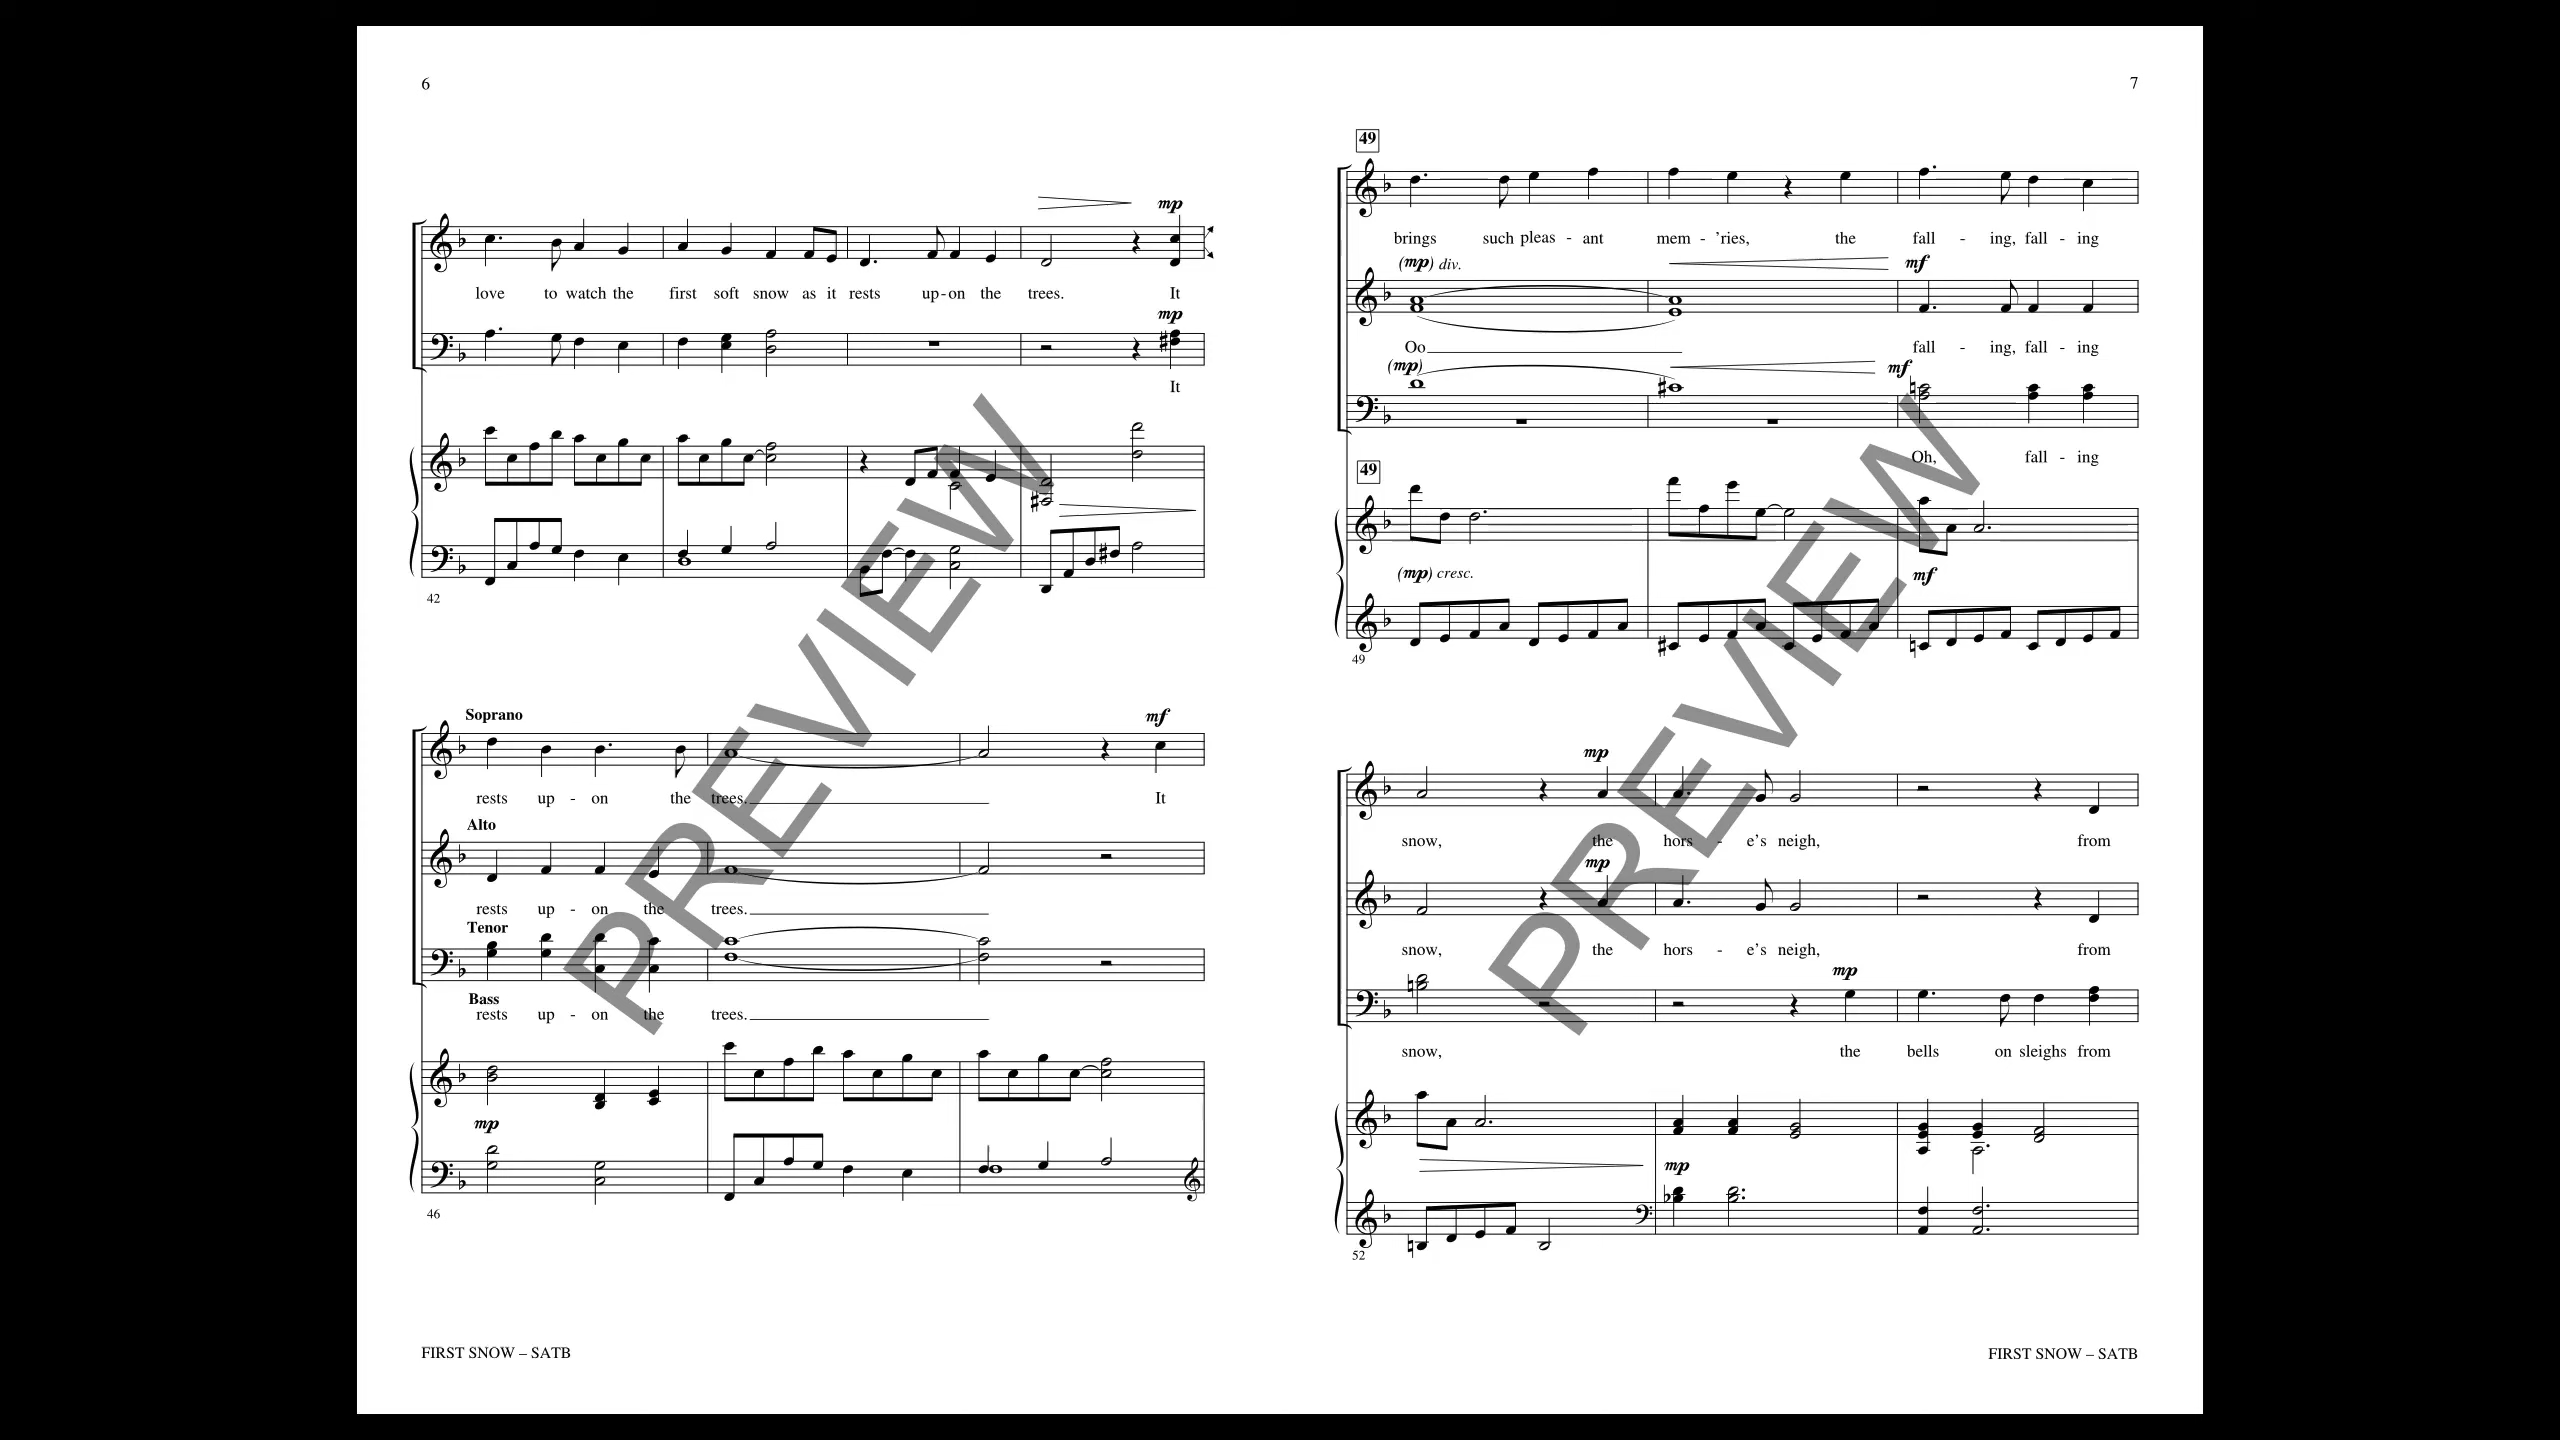 6
mp
love to watch the first soft snow as it rests up-on the trees. It
mp
It
42
Soprano
mf
rests up - on the trees. It
Alto
rests up - on the trees.
Tenor
Bass
rests up - on the trees.
mp
46
FIRST SNOW – SATB
7
49
brings such pleas - ant mem - ’ries, the fall - ing, fall - ing
(mp) div. mf
Oo fall - ing, fall - ing
(mp) mf
Oh, fall - ing
49
(mp) cresc. mf
49
mp
snow, the hors - e’s neigh, from
mp
snow, the hors - e’s neigh, from
mp
snow, the bells on sleighs from
mp
52
FIRST SNOW – SATB
PREVIEW
PREVIEW